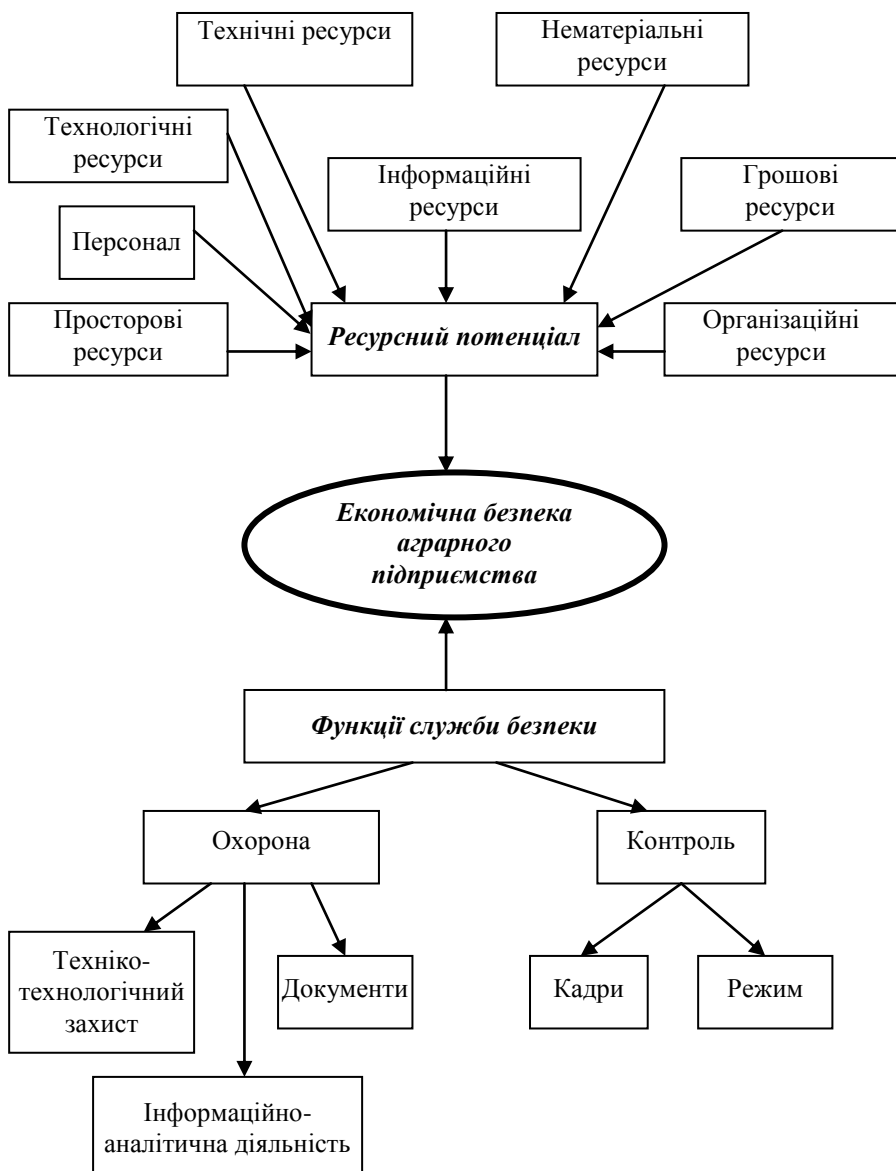 Технічні ресурси
Нематеріальні
ресурси
Технологічні
ресурси
Інформаційні
ресурси
Грошові
ресурси
Персонал
Просторові
ресурси
Ресурсний потенціал
Організаційні
ресурси
Економічна безпека
аграрного
підприємства
Функції служби безпеки
Охорона
Контроль
Техніко-
технологічний
захист
Документи
Кадри
Режим
Інформаційно-
аналітична діяльність